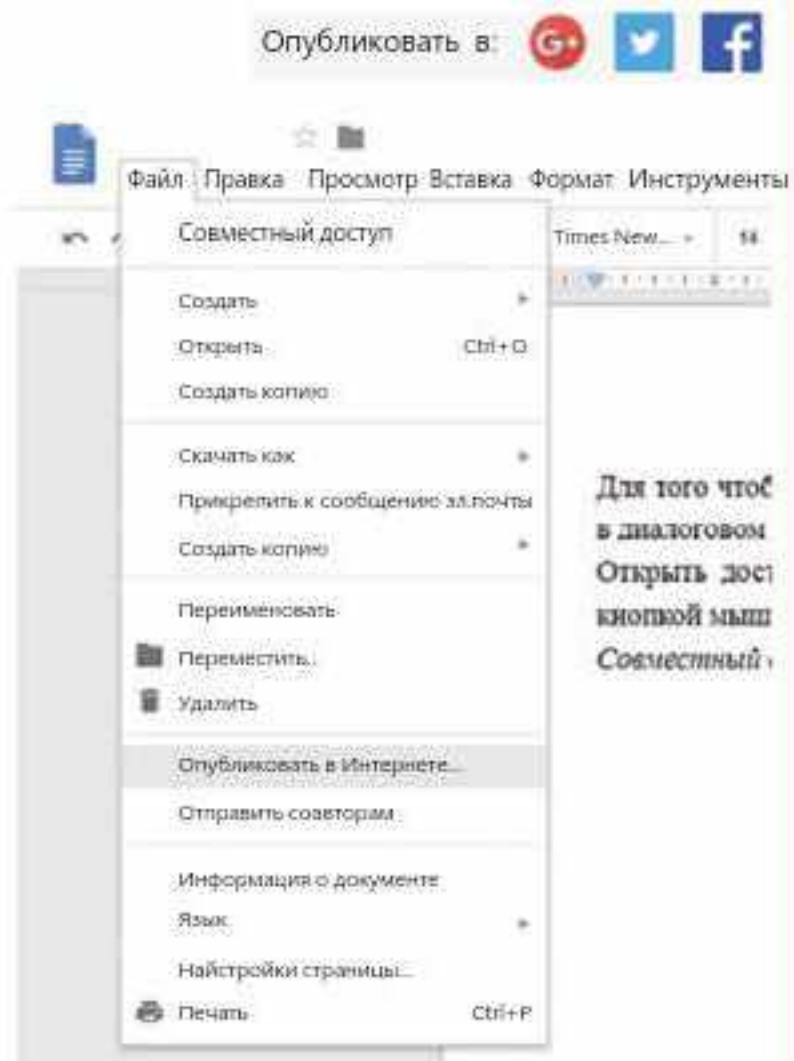 Опубликовать в:
Файл Правка Просмотр Вставка Формат Инструменты
Совместный доступ
Times New... 14
Создать
Открыть Ctrl+O
Создать копию
Скачать как
Прикрепить к сообщению эл.почты
Создать копию
Переименовать
Переместить..
Удалить
Опубликовать в Интернете...
Отправить соавторам
Информация о документе
Язык
Найстройки страницы...
Печать Ctrl+P
Для того чтоб
в диалоговом
Открыть дост
кнопкой мыш
Совместный